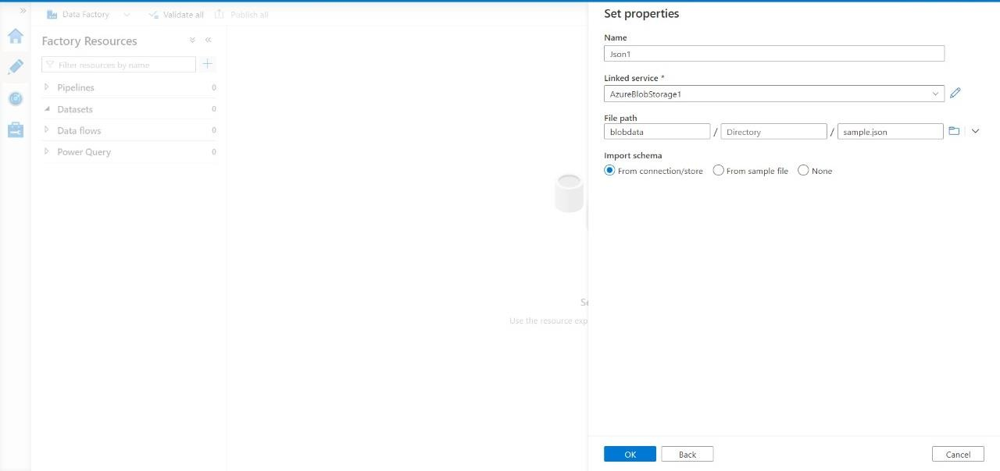 Data Factory Validate all Publish all
Factory Resources
Filter resources by name
Pipelines 0
Datasets 0
Data flows 0
Power Query 0
Use the resource
Set properties
Name
Json1
Linked service *
AzureBlobStorage1
File path
blobdata / Directory / sample.json
Import schema
From connection/store From sample file None
OK Back Cancel